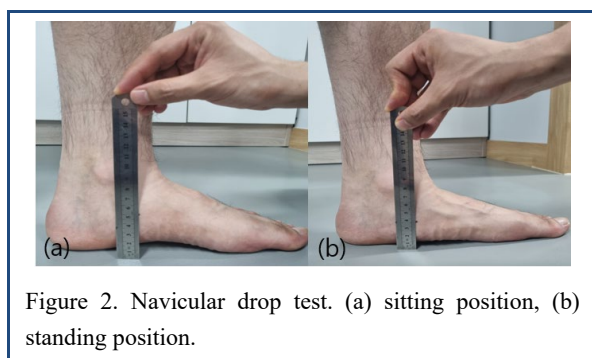 (a)
(b)
Figure 2. Navicular drop test. (a) sitting position, (b)
standing position.